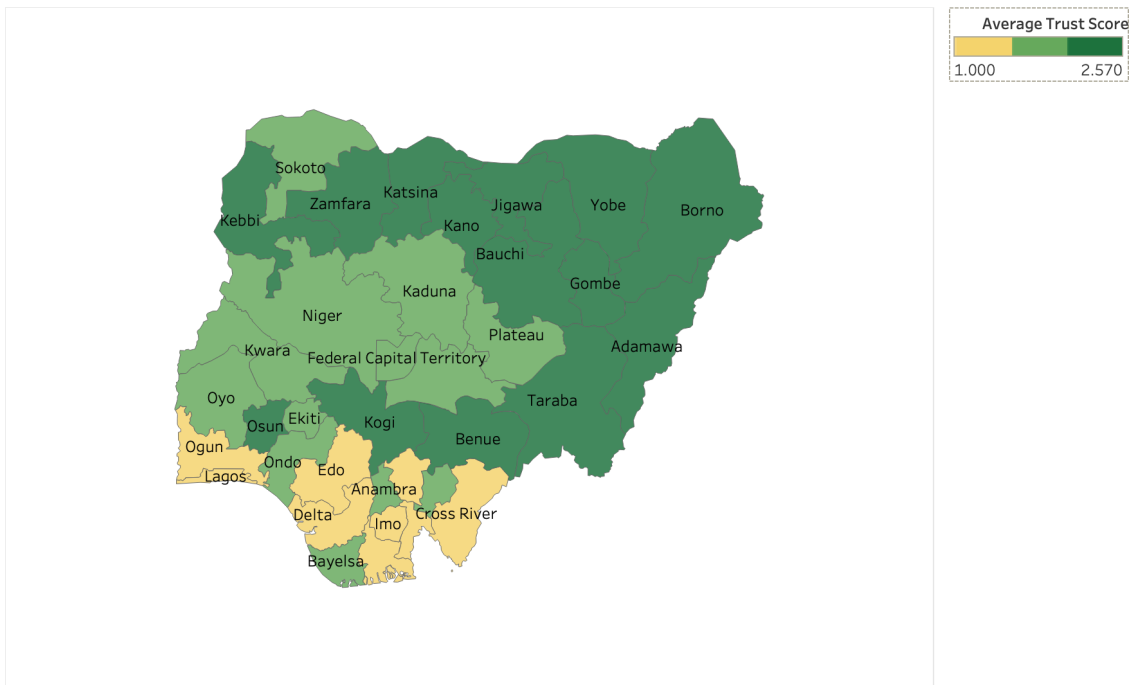 Average Trust Score
1.000 2.570
Sokoto
Katsina
Zamfara
Jigawa
Yobe
Borno
Kebbi
Kano
Bauchi
Gombe
Kaduna
Niger
Plateau
Adamawa
Kwara
Federal Capital Territory
Oyo
Taraba
Ekiti
Kogi
Osun
Benue
Ogun
Ondo
Edo
Lagos
Anambra
Delta
Cross River
Imo
Bayelsa